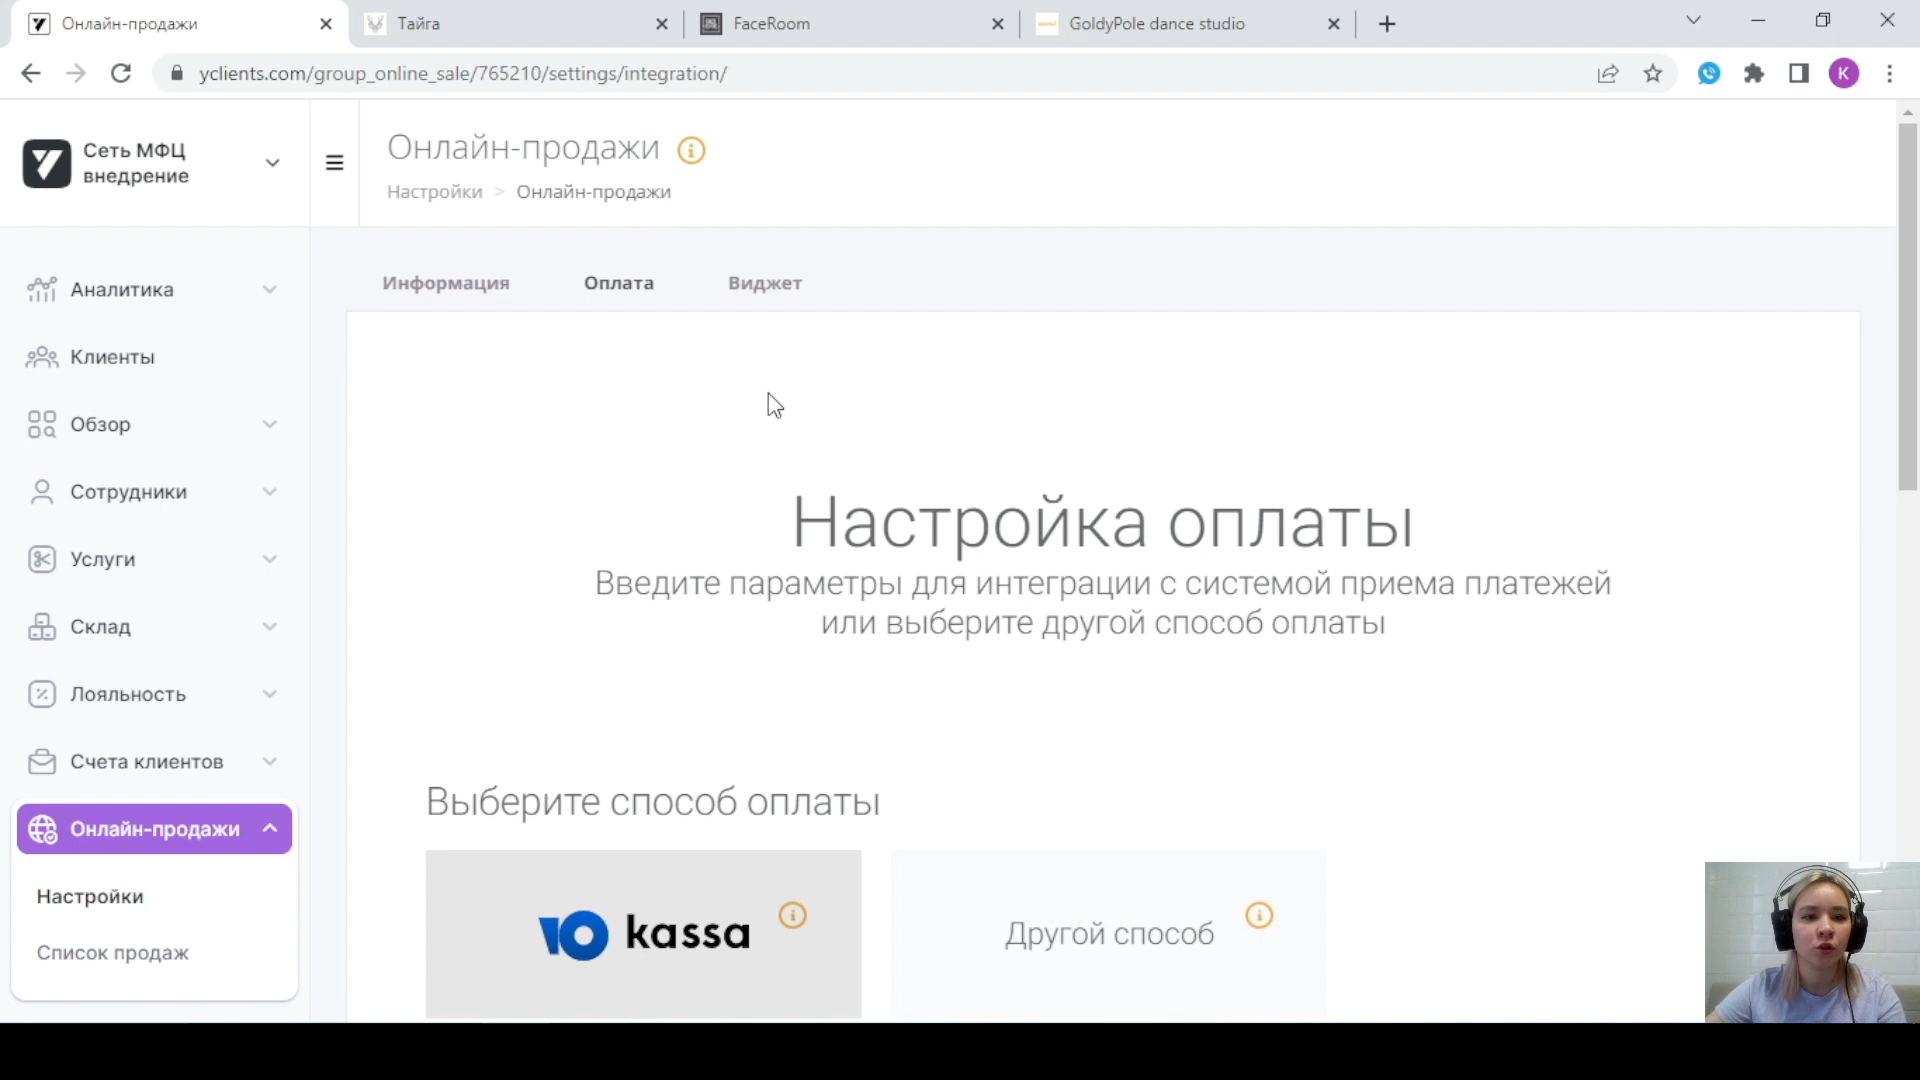 Онлайн-продажи
Тайга
FaceRoom
GoldyPole dance studio
yclients.com/group_online_sale/765210/settings/integration/
K
Сеть МФЦ
внедрение
Онлайн-продажи
Настройки > Онлайн-продажи
Аналитика
Клиенты
Обзор
Сотрудники
Услуги
Склад
Лояльность
Счета клиентов
Онлайн-продажи
Настройки
Список продаж
Информация
Оплата
Виджет
Настройка оплаты
Введите параметры для интеграции с системой приема платежей
или выберите другой способ оплаты
Выберите способ оплаты
Ю kassa
Другой способ